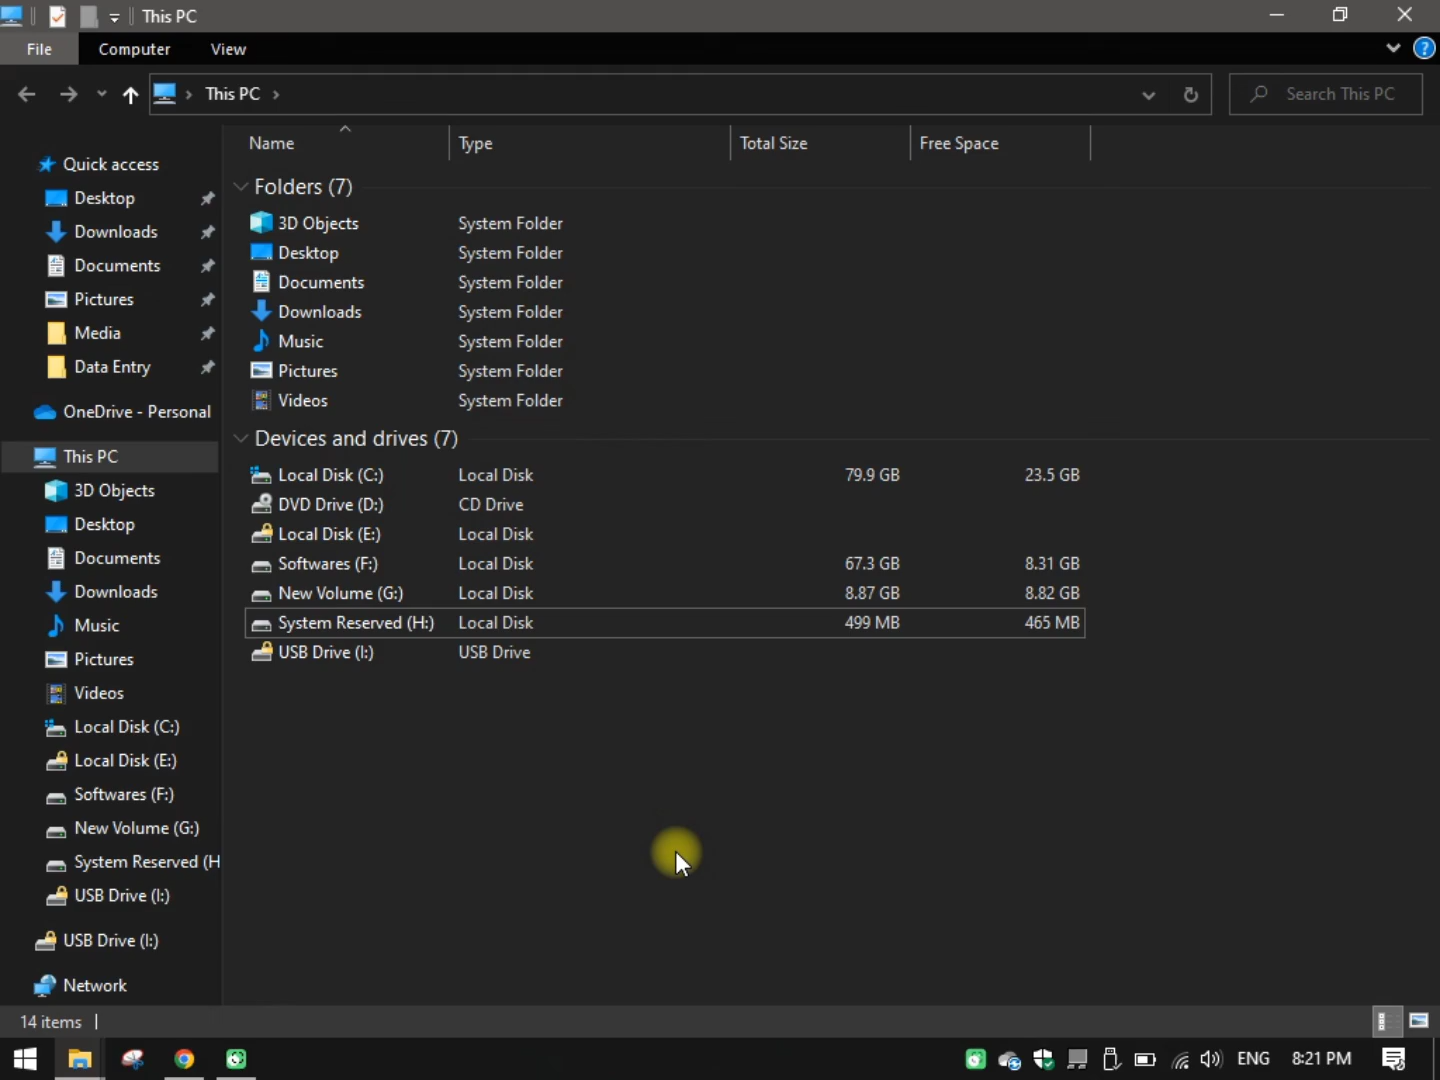 This PC
File Computer View
This PC
Search This PC
Name Type Total Size Free Space
Quick access
Desktop
Downloads
Documents
Pictures
Media
Data Entry
OneDrive - Personal
This PC
3D Objects
Desktop
Documents
Downloads
Music
Pictures
Videos
Local Disk (C:)
Local Disk (E:)
Softwares (F:)
New Volume (G:)
System Reserved (H
USB Drive (I:)
USB Drive (I:)
Network
Folders (7)
3D Objects System Folder
Desktop System Folder
Documents System Folder
Downloads System Folder
Music System Folder
Pictures System Folder
Videos System Folder
Devices and drives (7)
Local Disk (C:) Local Disk 79.9 GB 23.5 GB
DVD Drive (D:) CD Drive
Local Disk (E:) Local Disk
Softwares (F:) Local Disk 67.3 GB 8.31 GB
New Volume (G:) Local Disk 8.87 GB 8.82 GB
System Reserved (H:) Local Disk 499 MB 465 MB
USB Drive (I:) USB Drive
14 items
ENG 8:21 PM